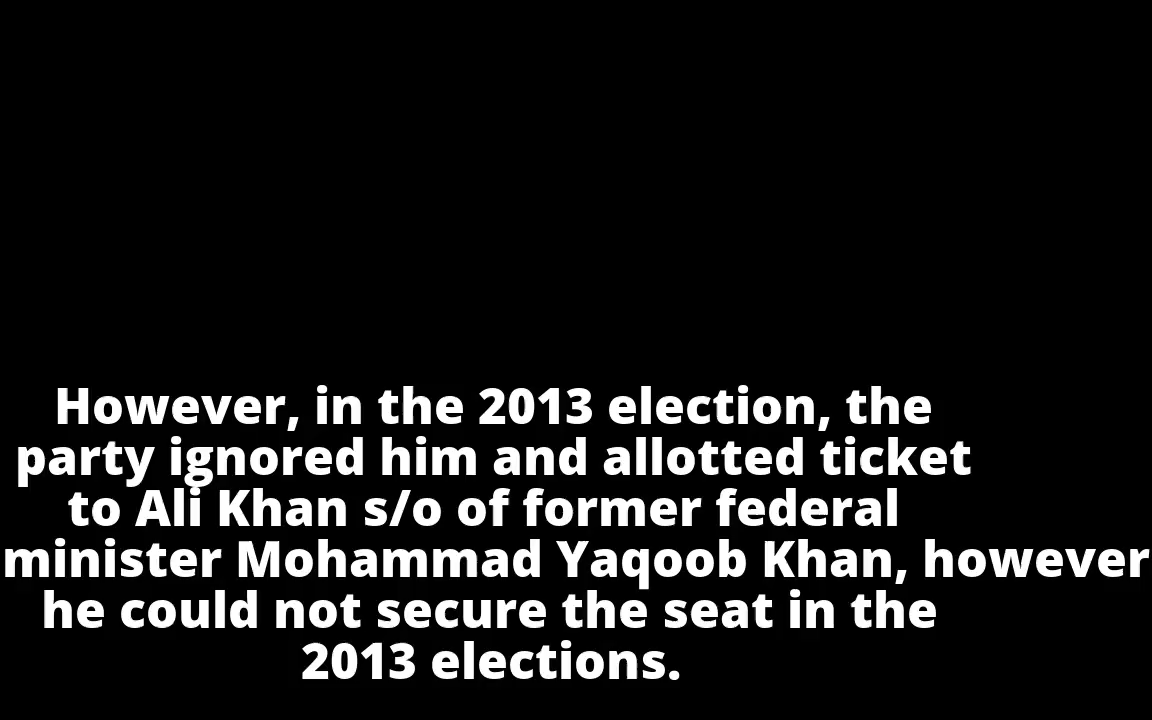 However, in the 2013 election, the
party ignored him and allotted ticket
to Ali Khan s/o of former federal
minister Mohammad Yaqoob Khan, however
he could not secure the seat in the
2013 elections.